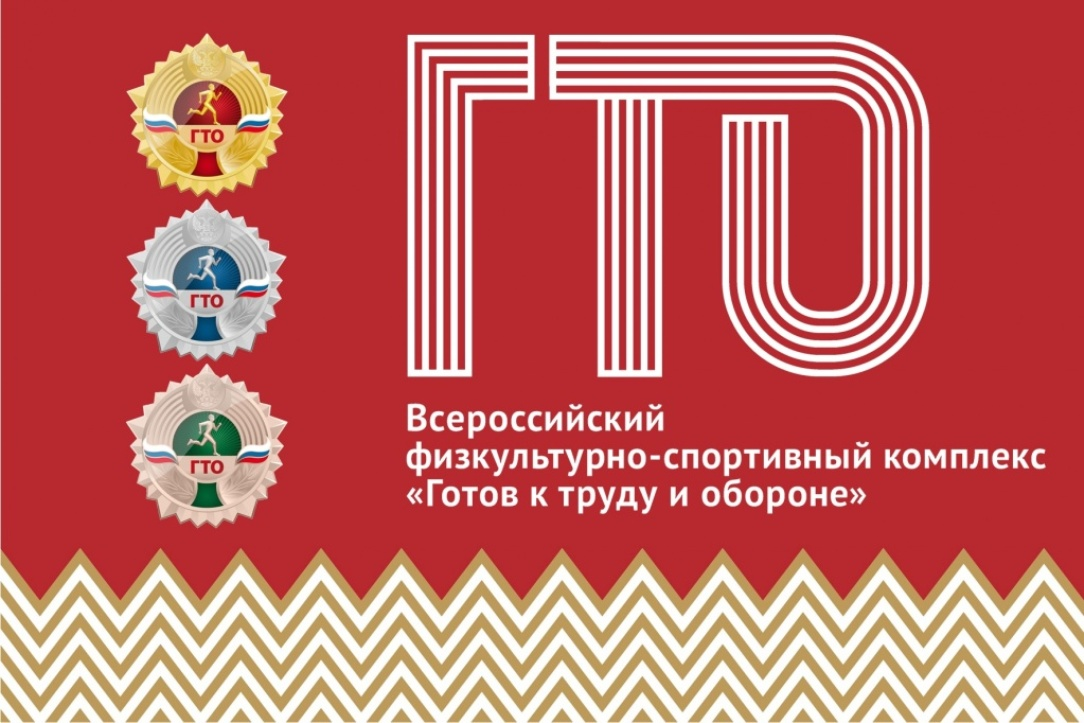 ГТО
ГТО
ГТО
ГТО
Всероссийский
физкультурно-спортивный комплекс
«Готов к труду и обороне»